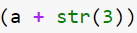 (a + str(3))